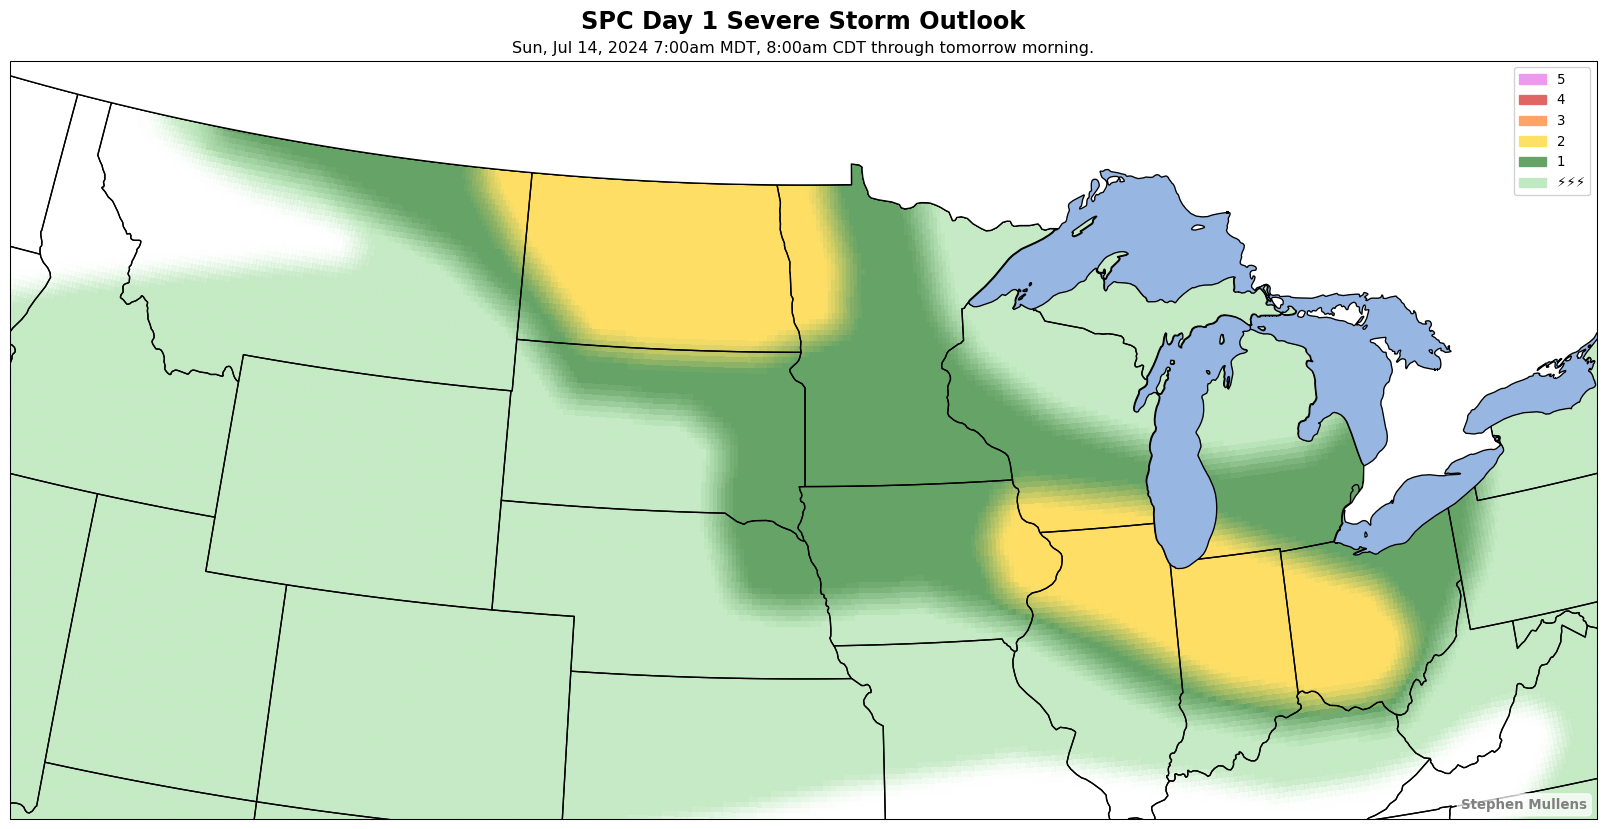 SPC Day 1 Severe Storm Outlook
Sun, Jul 14, 2024 7:00am MDT, 8:00am CDT through tomorrow morning.
5
4
3
2
1
⚡⚡⚡
Stephen Mullens